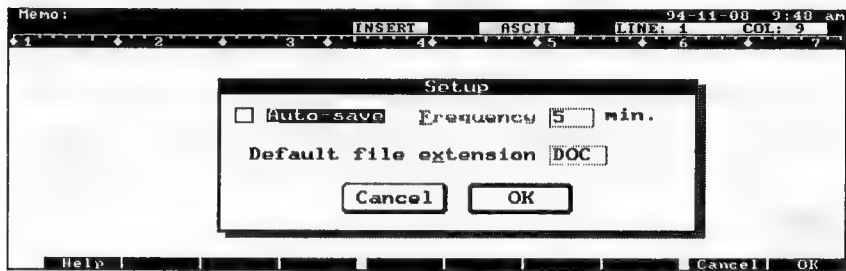 Memo: 94-11-08 9:48 am
INSERT ASCII LINE: 1 COL: 9
1 2 3 4 5 6 7
Setup
Auto-save Frequency 5 min.
Default file extension DOC
Cancel OK
Help Cancel OK